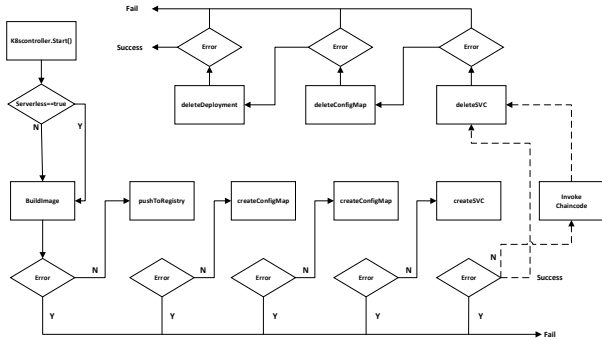 Fail
K8scontroller.Start()
Success
Error
Error
Error
Serverless==true
deleteDeployment
deleteConfigMap
deleteSVC
N
Y
BuildImage
pushToRegistry
createConfigMap
createConfigMap
createSVC
Invoke
Chaincode
N
N
N
N
N
Error
Error
Error
Error
Error
Success
Y
Y
Y
Y
Y
Fail